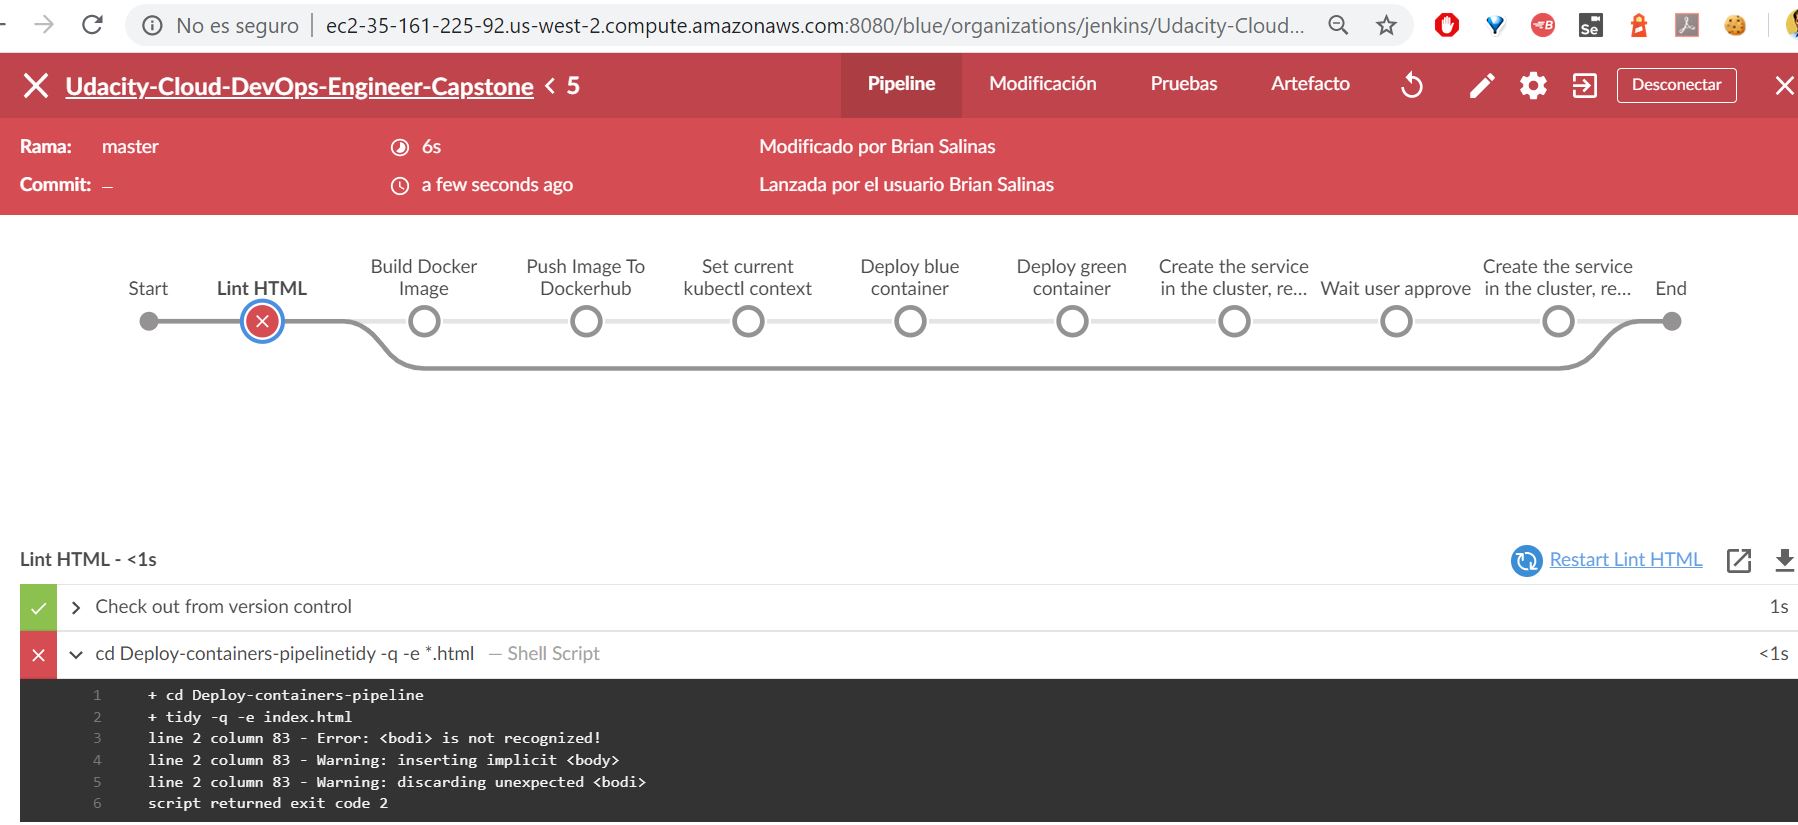 No es seguro | ec2-35-161-225-92.us-west-2.compute.amazonaws.com:8080/blue/organizations/jenkins/Udacity-Cloud...
Udacity-Cloud-DevOps-Engineer-Capstone < 5
Pipeline Modificación Pruebas Artefacto Desconectar
Rama: master 6s Modificado por Brian Salinas
Commit: – a few seconds ago Lanzada por el usuario Brian Salinas
Start
Lint HTML
Build Docker
Image
Push Image To
Dockerhub
Set current
kubectl context
Deploy blue
container
Deploy green
container
Create the service
in the cluster, re...
Wait user approve
Create the service
in the cluster, re...
End
Lint HTML - <1s
Restart Lint HTML
Check out from version control 1s
cd Deploy-containers-pipelinetidy -q -e *.html — Shell Script <1s
1 + cd Deploy-containers-pipeline
2 + tidy -q -e index.html
3 line 2 column 83 - Error: <bodi> is not recognized!
4 line 2 column 83 - Warning: inserting implicit <body>
5 line 2 column 83 - Warning: discarding unexpected <bodi>
6 script returned exit code 2